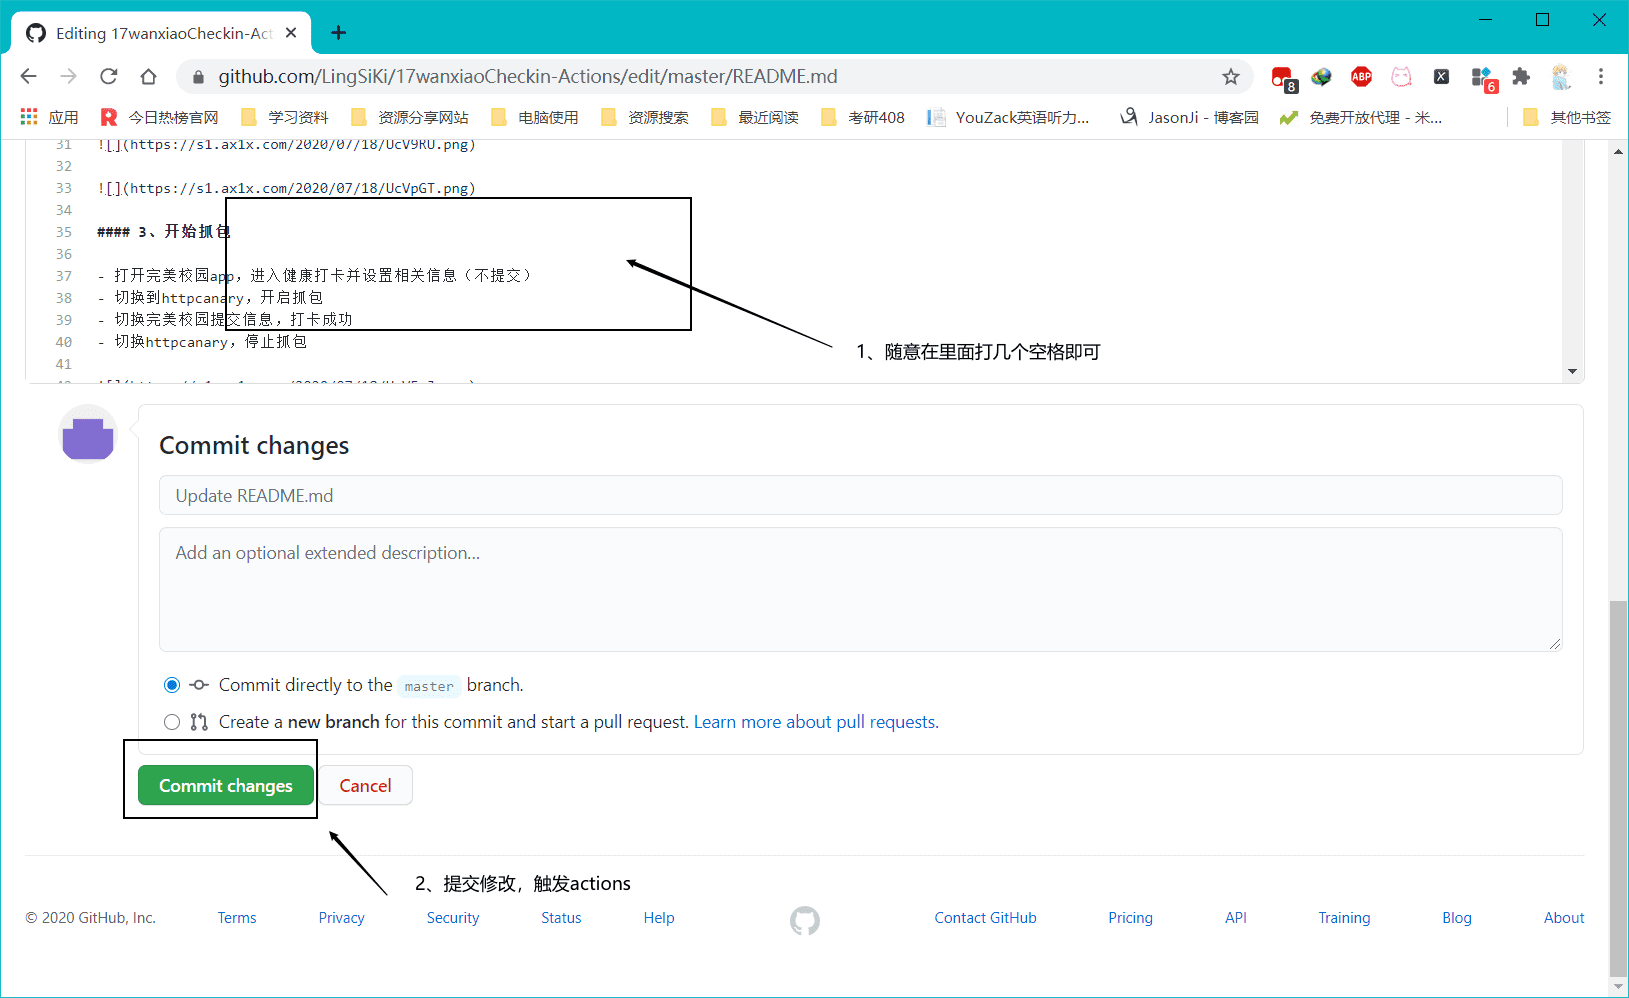 Editing 17wanxiaoCheckin-Act
github.com/LingSiKi/17wanxiaoCheckin-Actions/edit/master/README.md
8
ABP
X
6
应用
R
今日热榜官网
学习资料
资源分享网站
电脑使用
资源搜索
最近阅读
考研408
YouZack英语听力...
JasonJi - 博客园
免费开放代理 - 米...
其他书签
31 ![](https://s1.ax1x.com/2020/07/18/UcV9RU.png)
32
33 ![](https://s1.ax1x.com/2020/07/18/UcVpGT.png)
34
35 #### 3、开始抓包
36
37 - 打开完美校园app，进入健康打卡并设置相关信息（不提交）
38 - 切换到httpcanary，开启抓包
39 - 切换完美校园提交信息，打卡成功
40 - 切换httpcanary，停止抓包
41
1、随意在里面打几个空格即可
Commit changes
Update README.md
Add an optional extended description...
Commit directly to the master branch.
Create a new branch for this commit and start a pull request. Learn more about pull requests.
Commit changes
Cancel
2、提交修改，触发actions
© 2020 GitHub, Inc.
Terms
Privacy
Security
Status
Help
Contact GitHub
Pricing
API
Training
Blog
About